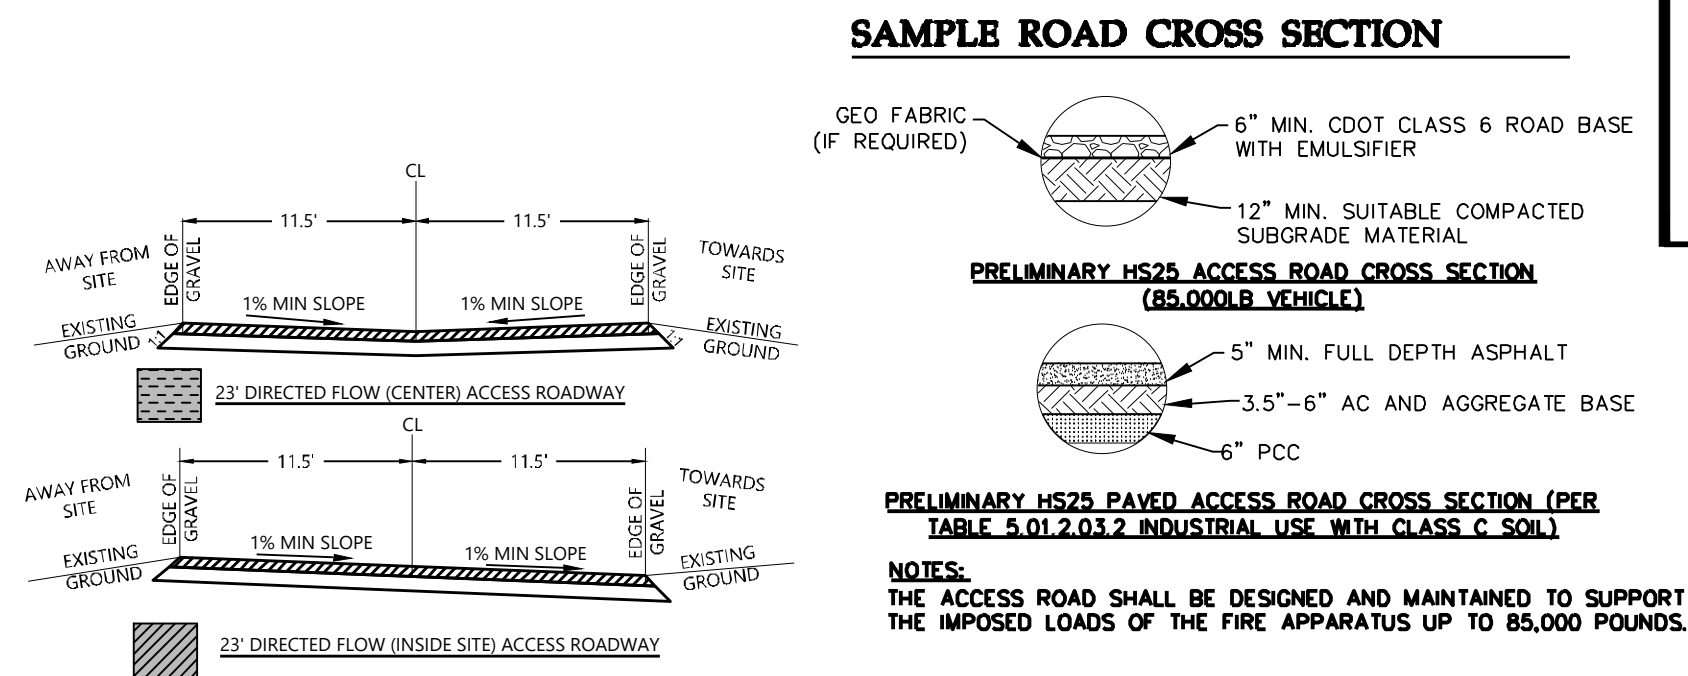 SAMPLE ROAD CROSS SECTION
CL
11.5'
11.5'
AWAY FROM
SITE
EDGE OF
GRAVEL
EDGE OF
GRAVEL
TOWARDS
SITE
1% MIN SLOPE
1% MIN SLOPE
EXISTING
GROUND
1:1
1:1
EXISTING
GROUND
23' DIRECTED FLOW (CENTER) ACCESS ROADWAY
CL
11.5'
11.5'
AWAY FROM
SITE
EDGE OF
GRAVEL
EDGE OF
GRAVEL
TOWARDS
SITE
1% MIN SLOPE
1% MIN SLOPE
EXISTING
GROUND
EXISTING
GROUND
23' DIRECTED FLOW (INSIDE SITE) ACCESS ROADWAY
GEO FABRIC
(IF REQUIRED)
6" MIN. CDOT CLASS 6 ROAD BASE
WITH EMULSIFIER
12" MIN. SUITABLE COMPACTED
SUBGRADE MATERIAL
PRELIMINARY HS25 ACCESS ROAD CROSS SECTION
(85,000LB VEHICLE)
5" MIN. FULL DEPTH ASPHALT
3.5"-6" AC AND AGGREGATE BASE
6" PCC
PRELIMINARY HS25 PAVED ACCESS ROAD CROSS SECTION (PER
TABLE 5.01.2.03.2 INDUSTRIAL USE WITH CLASS C SOIL)
NOTES:
THE ACCESS ROAD SHALL BE DESIGNED AND MAINTAINED TO SUPPORT
THE IMPOSED LOADS OF THE FIRE APPARATUS UP TO 85,000 POUNDS.